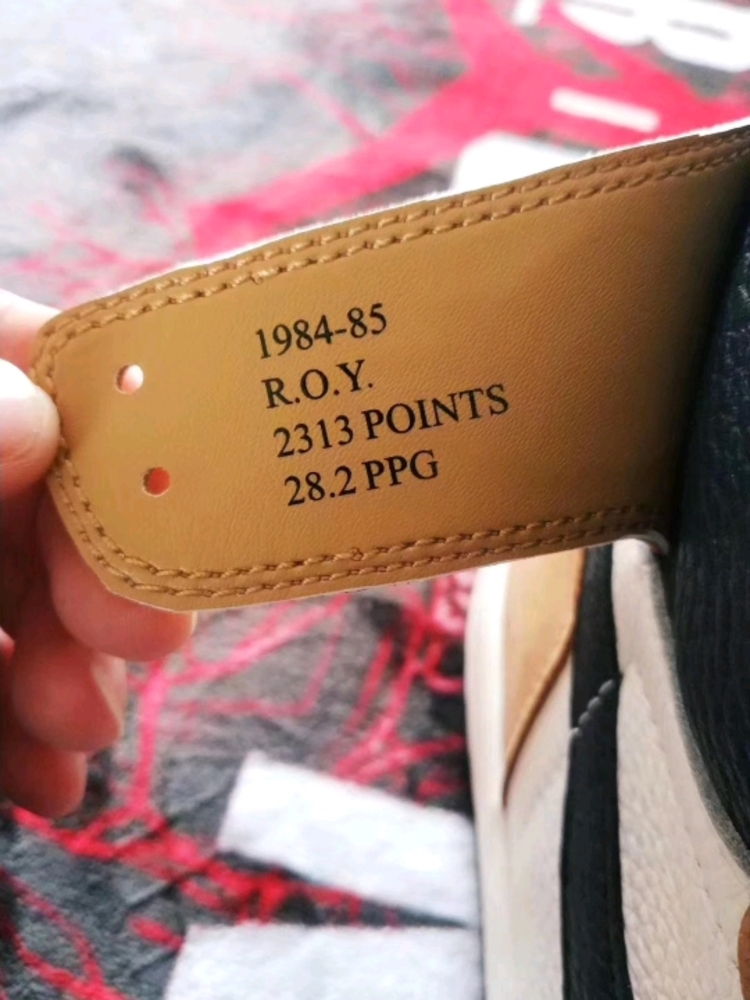 1984-85
R.O.Y.
2313 POINTS
28.2 PPG